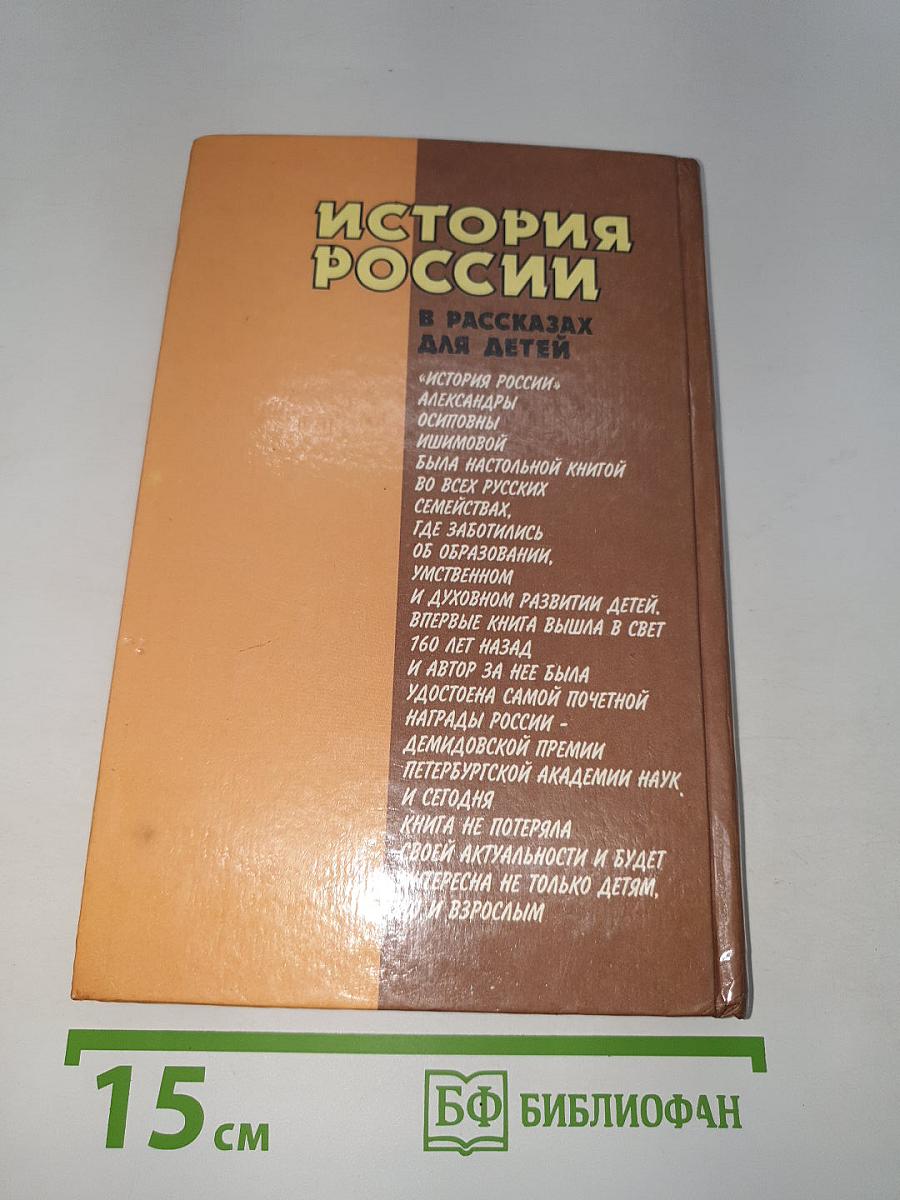 ИСТОРИЯ
РОССИИ
В РАССКАЗАХ
ДЛЯ ДЕТЕЙ
«ИСТОРИЯ РОССИИ»
АЛЕКСАНДРЫ
ОСИПОВНЫ
ИШИМОВОЙ
БЫЛА НАСТОЛЬНОЙ КНИГОЙ
ВО ВСЕХ РУССКИХ
СЕМЕЙСТВАХ,
ГДЕ ЗАБОТИЛИСЬ
ОБ ОБРАЗОВАНИИ,
УМСТВЕННОМ
И ДУХОВНОМ РАЗВИТИИ ДЕТЕЙ.
ВПЕРВЫЕ КНИГА ВЫШЛА В СВЕТ
160 ЛЕТ НАЗАД
И АВТОР ЗА НЕЕ БЫЛА
УДОСТОЕНА САМОЙ ПОЧЕТНОЙ
НАГРАДЫ РОССИИ -
ДЕМИДОВСКОЙ ПРЕМИИ
ПЕТЕРБУРГСКОЙ АКАДЕМИИ НАУК.
И СЕГОДНЯ
КНИГА НЕ ПОТЕРЯЛА
СВОЕЙ АКТУАЛЬНОСТИ И БУДЕТ
ИНТЕРЕСНА НЕ ТОЛЬКО ДЕТЯМ,
НО И ВЗРОСЛЫМ
15 см
БФ БИБЛИОФАН